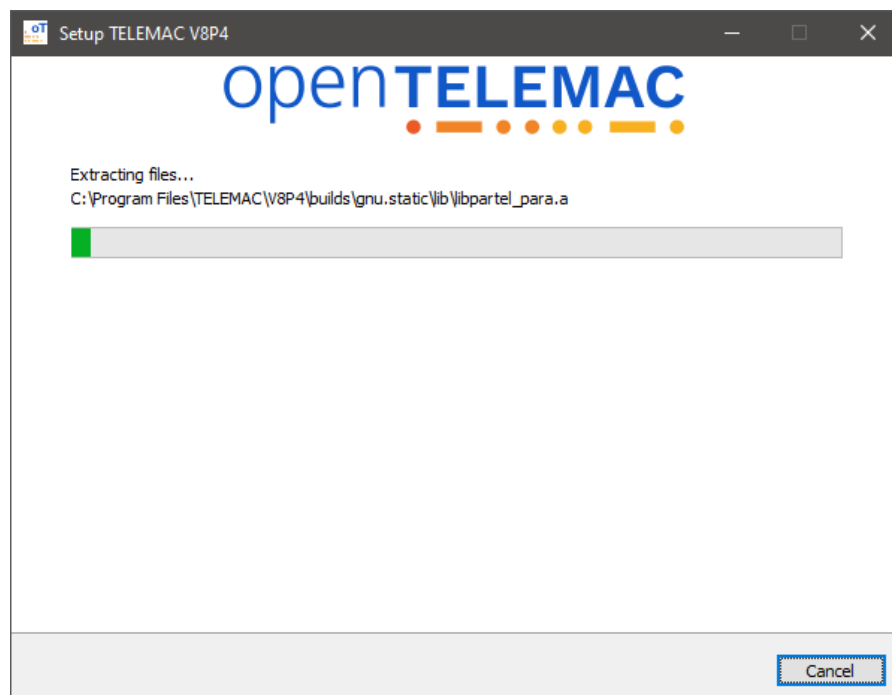 Setup TELEMAC V8P4
openTELEMAC
Extracting files...
C:\Program Files\TELEMAC\V8P4\builds\gnu.static\lib\libpartel_para.a
Cancel